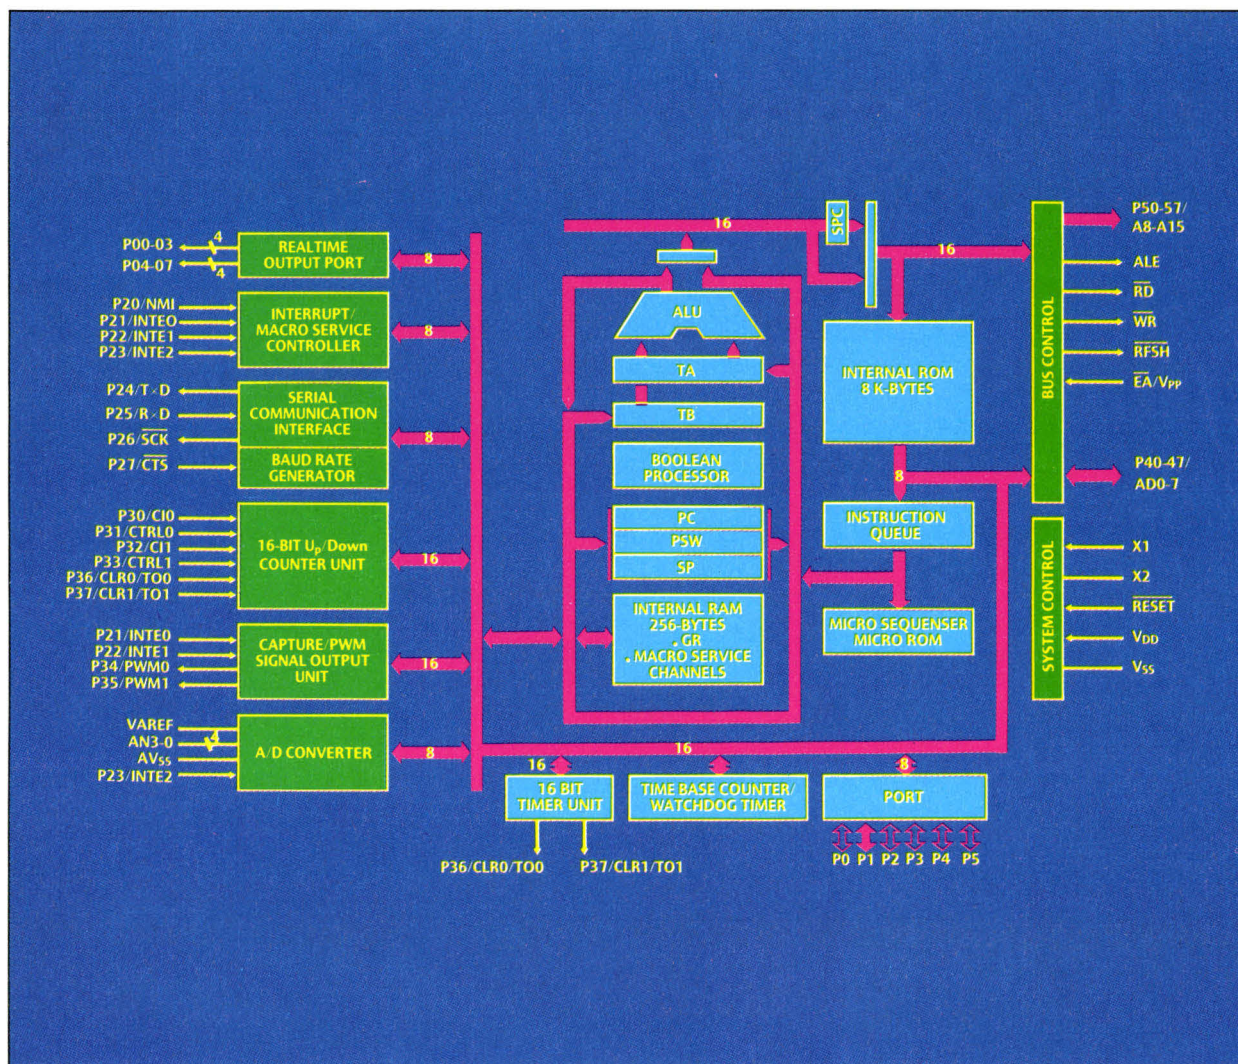 P00-03
4
P04-07
4
REALTIME
OUTPUT PORT
8
P20/NMI
P21/INTE0
P22/INTE1
P23/INTE2
INTERRUPT/
MACRO SERVICE
CONTROLLER
8
P24/T×D
P25/R×D
P26/S̅C̅K̅
P27/C̅T̅S̅
SERIAL
COMMUNICATION
INTERFACE
BAUD RATE
GENERATOR
8
P30/CI0
P31/CTRL0
P32/CI1
P33/CTRL1
P36/CLR0/TO0
P37/CLR1/TO1
16-BIT Up/Down
COUNTER UNIT
16
P21/INTE0
P22/INTE1
P34/PWM0
P35/PWM1
CAPTURE/PWM
SIGNAL OUTPUT
UNIT
16
VAREF
AN3-0
4
AVss
P23/INTE2
A/D CONVERTER
8
16
SPC
16
ALU
TA
TB
BOOLEAN
PROCESSOR
PC
PSW
SP
INTERNAL RAM
256-BYTES
. GR
. MACRO SERVICE
CHANNELS
INTERNAL ROM
8 K-BYTES
8
INSTRUCTION
QUEUE
MICRO SEQUENSER
MICRO ROM
16
16
16 BIT
TIMER UNIT
TIME BASE COUNTER/
WATCHDOG TIMER
8
PORT
P36/CLR0/TO0
P37/CLR1/TO1
P0 P1 P2 P3 P4 P5
BUS CONTROL
P50-57/
A8-A15
ALE
R̅D̅
W̅R̅
R̅F̅S̅H̅
E̅A̅/VPP
P40-47/
AD0-7
SYSTEM CONTROL
X1
X2
R̅E̅S̅E̅T̅
VDD
Vss